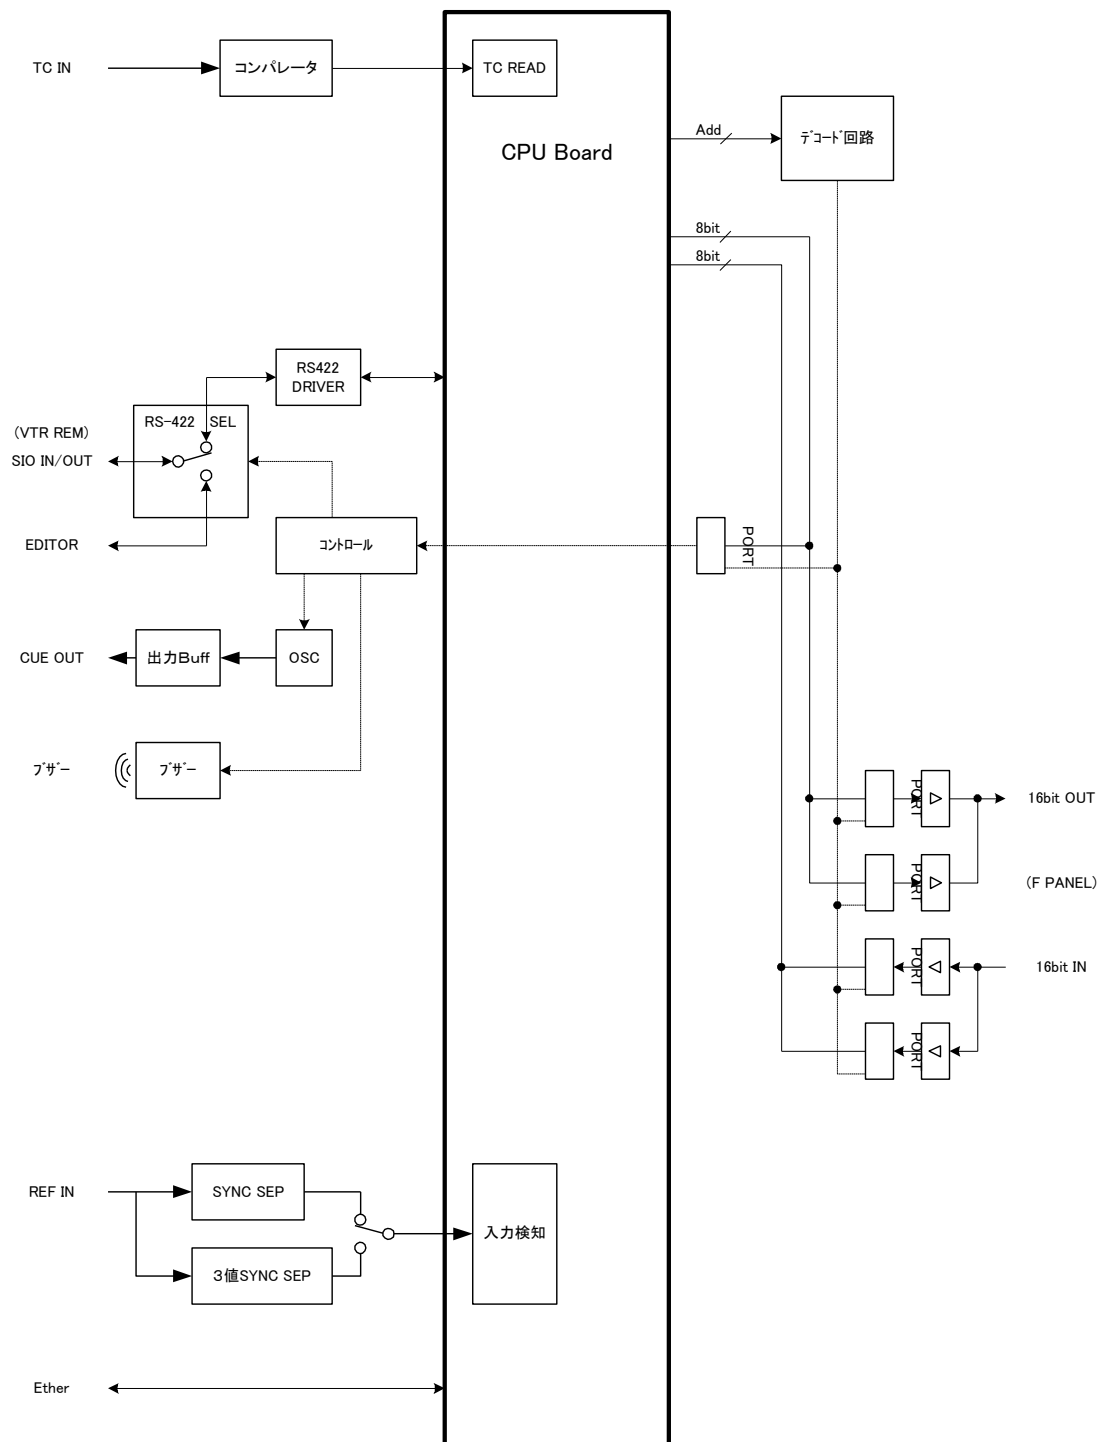 TC IN
コンパレータ
TC READ
CPU Board
Add
デコード回路
8bit
8bit
RS422
DRIVER
RS-422 SEL
(VTR REM)
SIO IN/OUT
EDITOR
コントロール
PORT
CUE OUT
出力Buff
OSC
ブザー
ブザー
PORT
16bit OUT
PORT
(F PANEL)
PORT
16bit IN
PORT
REF IN
SYNC SEP
入力検知
3値SYNC SEP
Ether